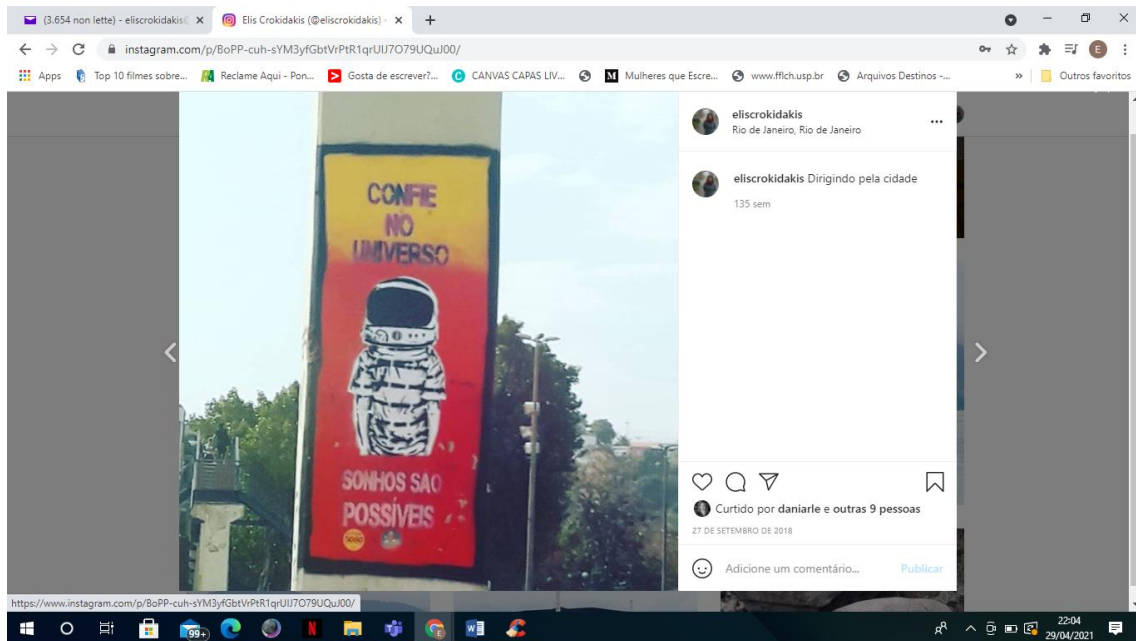 (3.654 non lette) - eliscrokidakis
Elis Crokidakis (@eliscrokidakis) -
instagram.com/p/BoPP-cuh-sYM3yfGbtVrPtR1qrUIJ7O79UQuJ00/
Apps
Top 10 filmes sobre...
Reclame Aqui - Pon...
Gosta de escrever?...
CANVAS CAPAS LIV...
Mulheres que Escre...
www.fflch.usp.br
Arquivos Destinos -...
Outros favoritos
CONFIE
NO
UNIVERSO
SONHOS SAO
POSSÍVEIS
eliscrokidakis
Rio de Janeiro, Rio de Janeiro
eliscrokidakis Dirigindo pela cidade
135 sem
Curtido por daniarle e outras 9 pessoas
27 DE SETEMBRO DE 2018
Adicione um comentário...
Publicar
https://www.instagram.com/p/BoPP-cuh-sYM3yfGbtVrPtR1qrUIJ7O79UQuJ00/
99+
22:04
29/04/2021